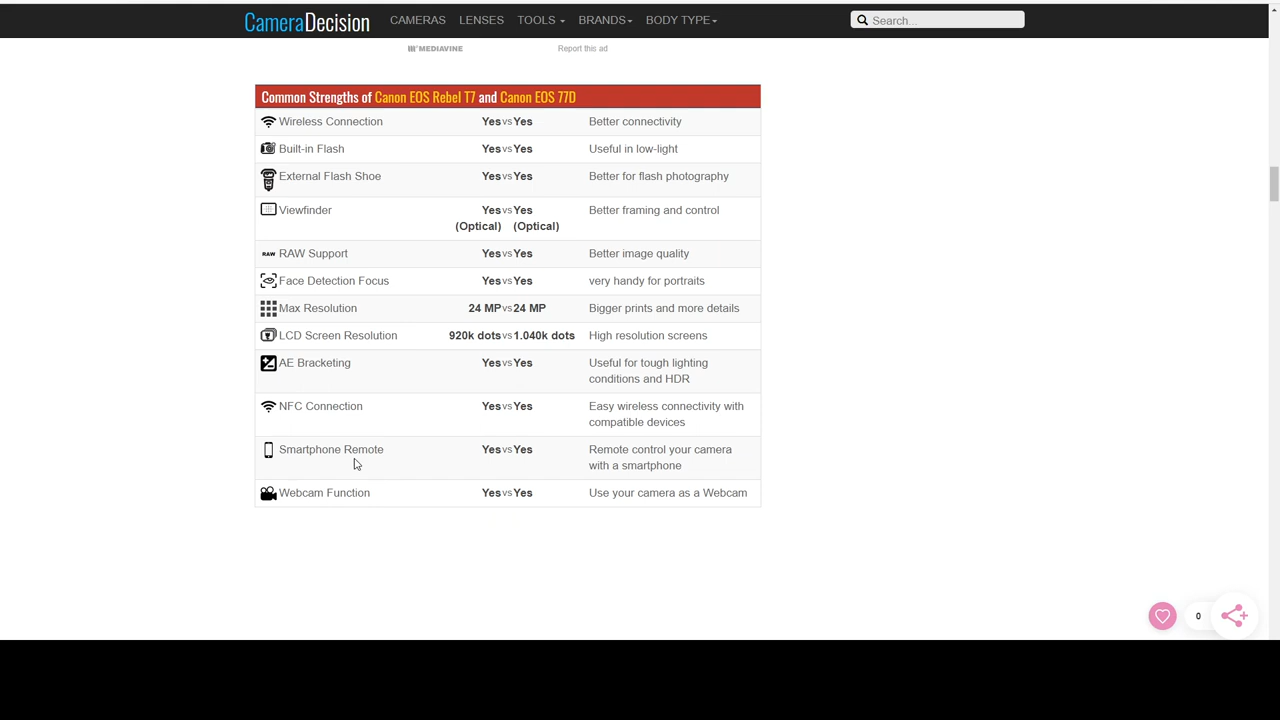 CameraDecision CAMERAS LENSES TOOLS BRANDS BODY TYPE Search...
MEDIAVINE Report this ad
Common Strengths of Canon EOS Rebel T7 and Canon EOS 77D
Wireless Connection Yes vs Yes Better connectivity
Built-in Flash Yes vs Yes Useful in low-light
External Flash Shoe Yes vs Yes Better for flash photography
Viewfinder Yes vs Yes Better framing and control
(Optical) (Optical)
RAW RAW Support Yes vs Yes Better image quality
Face Detection Focus Yes vs Yes very handy for portraits
Max Resolution 24 MP vs 24 MP Bigger prints and more details
LCD Screen Resolution 920k dots vs 1.040k dots High resolution screens
AE Bracketing Yes vs Yes Useful for tough lighting
conditions and HDR
NFC Connection Yes vs Yes Easy wireless connectivity with
compatible devices
Smartphone Remote Yes vs Yes Remote control your camera
with a smartphone
Webcam Function Yes vs Yes Use your camera as a Webcam
0